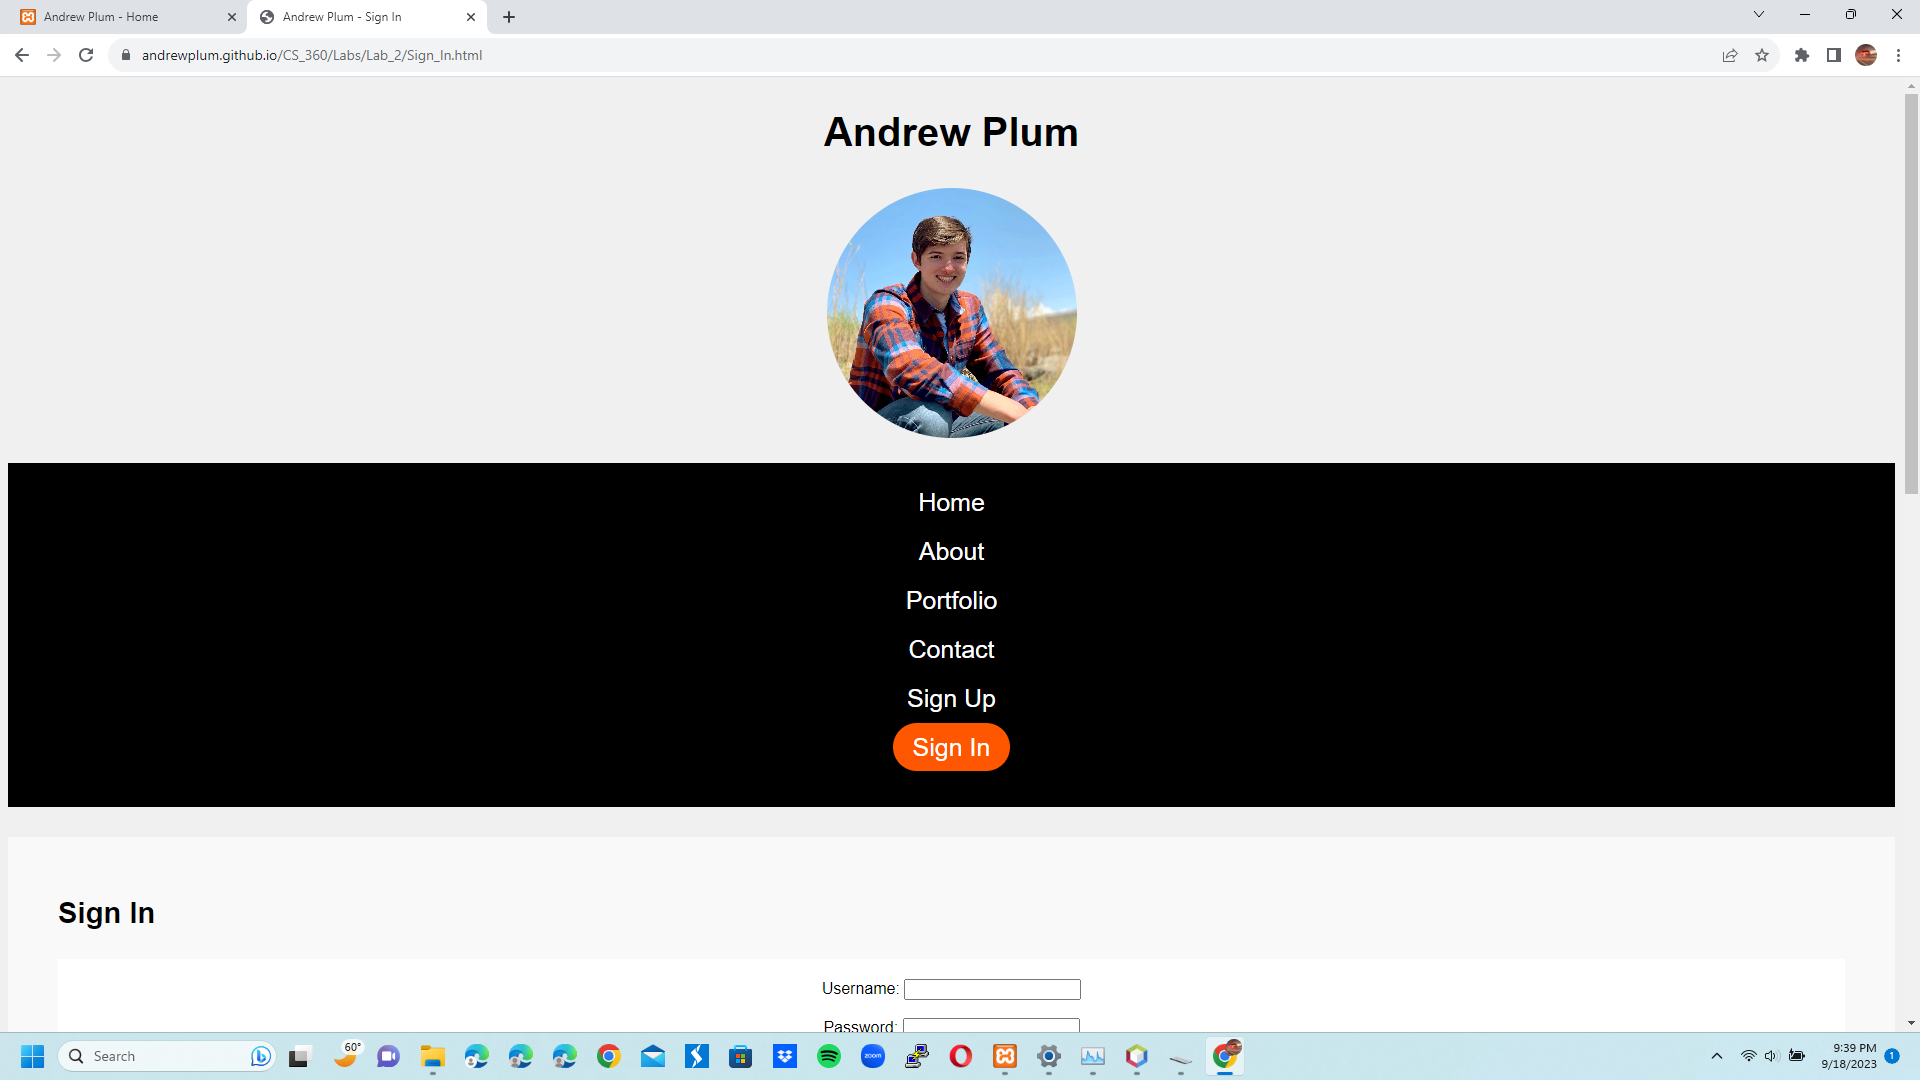 Andrew Plum - Home
Andrew Plum - Sign In
andrewplum.github.io/CS_360/Labs/Lab_2/Sign_In.html
Andrew Plum
Home
About
Portfolio
Contact
Sign Up
Sign In
Sign In
Username:
Password:
Search
60°
zoom
9:39 PM
9/18/2023
1